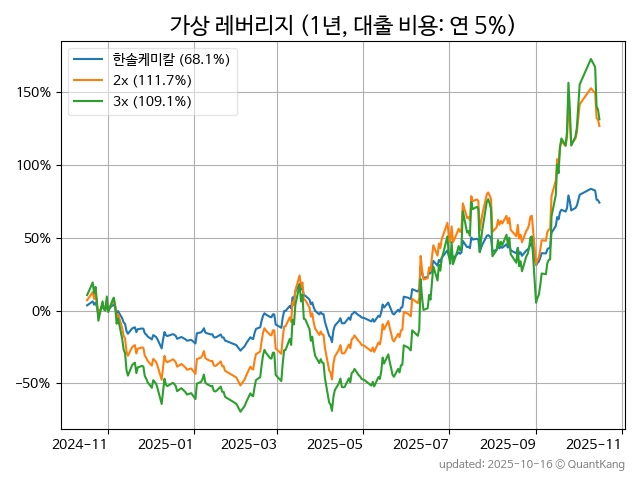 가상 레버리지 (1년, 대출 비용: 연 5%)
한솔케미칼 (68.1%)
2x (111.7%)
3x (109.1%)
150%
100%
50%
0%
−50%
2024-11 2025-01 2025-03 2025-05 2025-07 2025-09 2025-11
updated: 2025-10-16 © QuantKang